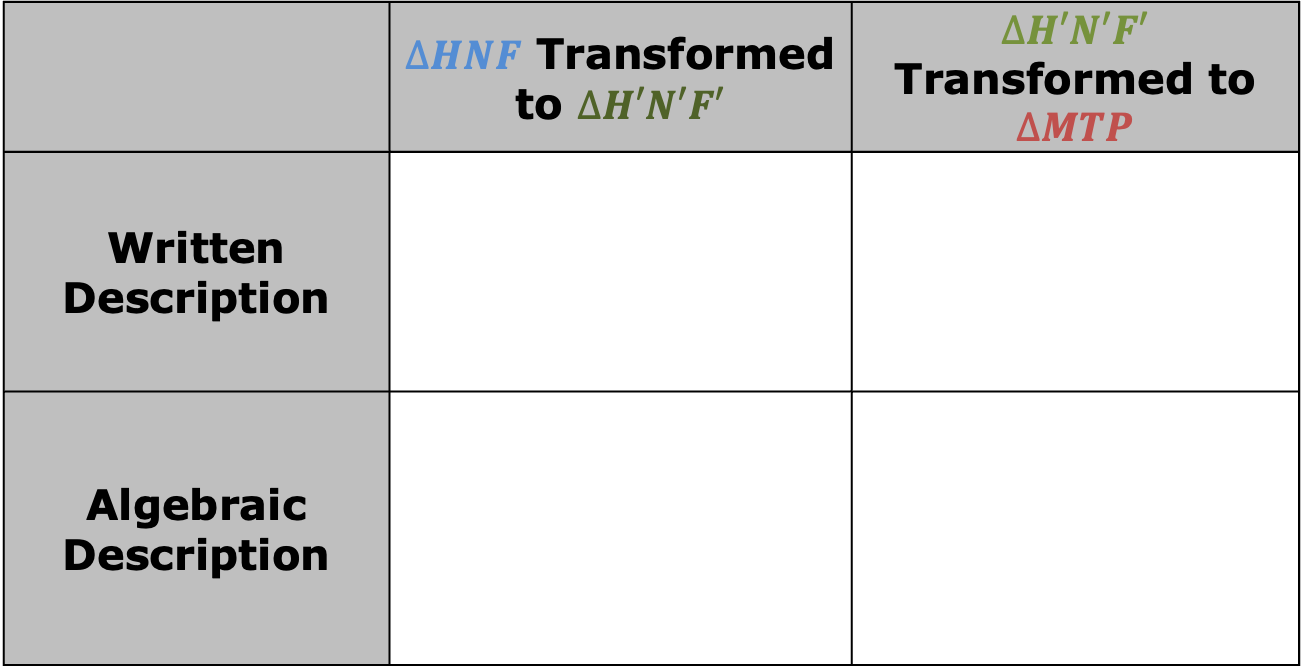 ΔHNF Transformed
to ΔH′N′F′
ΔH′N′F′
Transformed to
ΔMTP
Written
Description
Algebraic
Description